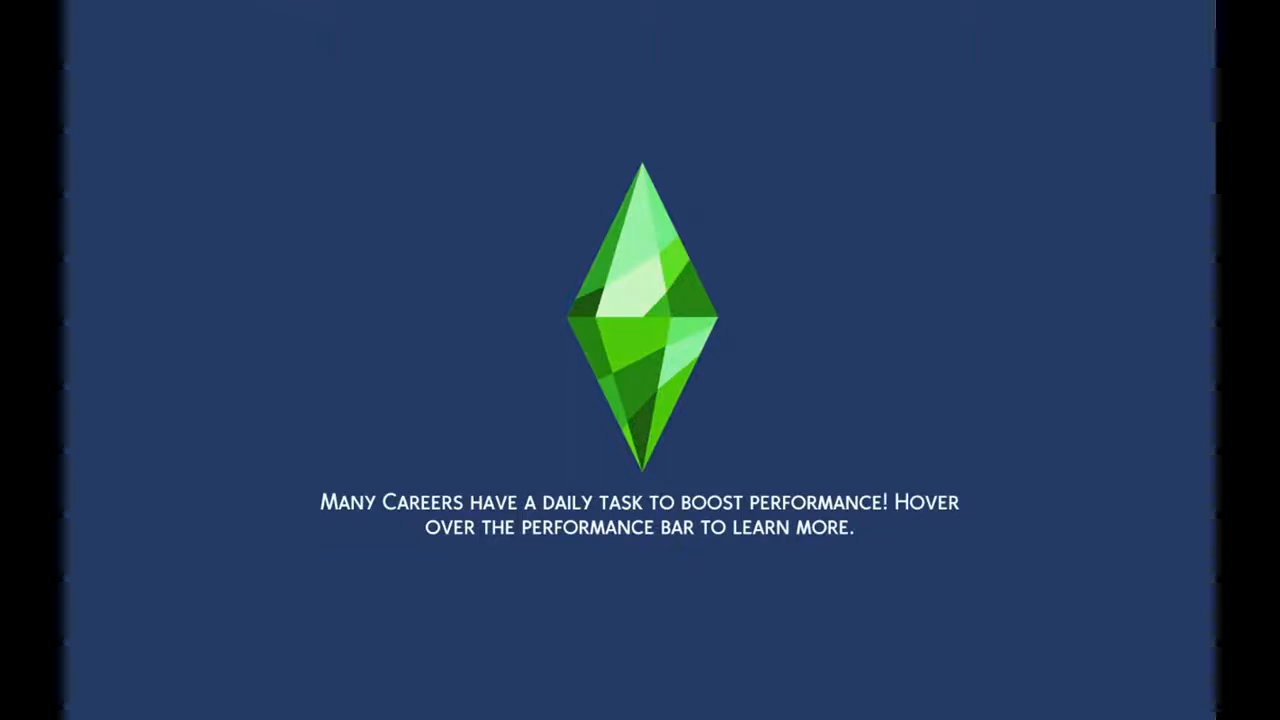 Many Careers have a daily task to boost performance! Hover
over the performance bar to learn more.